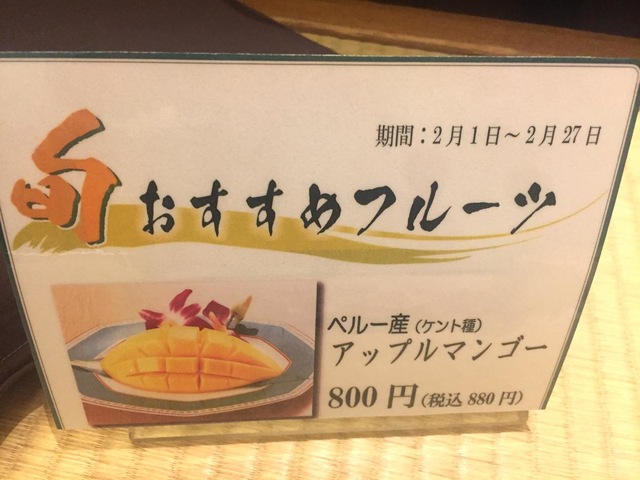 期間：2月1日～2月27日
旬おすすめフルーツ
ペルー産（ケント種）
アップルマンゴー
800円（税込880円）